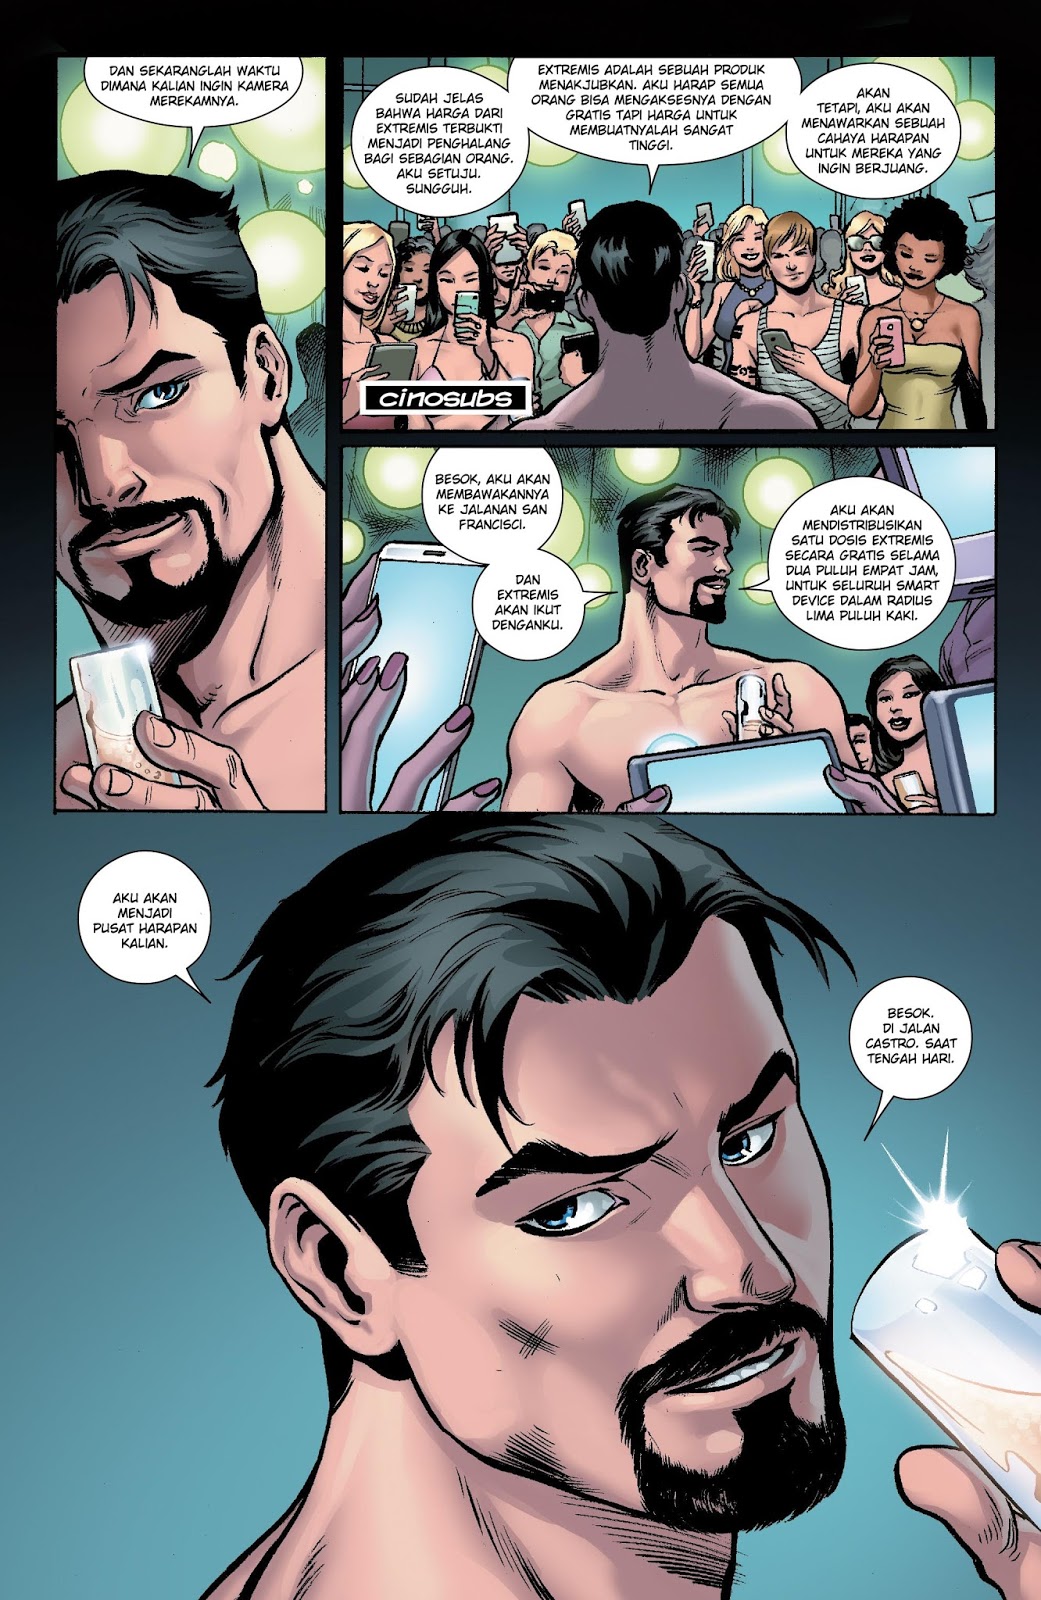 DAN SEKARANGLAH WAKTU
DIMANA KALIAN INGIN KAMERA
MEREKAMNYA.
SUDAH JELAS
BAHWA HARGA DARI
EXTREMIS TERBUKTI
MENJADI PENGHALANG
BAGI SEBAGIAN ORANG.
AKU SETUJU.
SUNGGUH.
EXTREMIS ADALAH SEBUAH PRODUK
MENAKJUBKAN. AKU HARAP SEMUA
ORANG BISA MENGAKSESNYA DENGAN
GRATIS TAPI HARGA UNTUK
MEMBUATNYALAH SANGAT
TINGGI.
AKAN
TETAPI, AKU AKAN
MENAWARKAN SEBUAH
CAHAYA HARAPAN
UNTUK MEREKA YANG
INGIN BERJUANG.
cinosubs
BESOK, AKU AKAN
MEMBAWAKANNYA
KE JALANAN SAN
FRANCISCI.
DAN
EXTREMIS
AKAN IKUT
DENGANKU.
AKU AKAN
MENDISTRIBUSIKAN
SATU DOSIS EXTREMIS
SECARA GRATIS SELAMA
DUA PULUH EMPAT JAM,
UNTUK SELURUH SMART
DEVICE DALAM RADIUS
LIMA PULUH KAKI.
AKU AKAN
MENJADI
PUSAT HARAPAN
KALIAN.
BESOK.
DI JALAN
CASTRO. SAAT
TENGAH HARI.